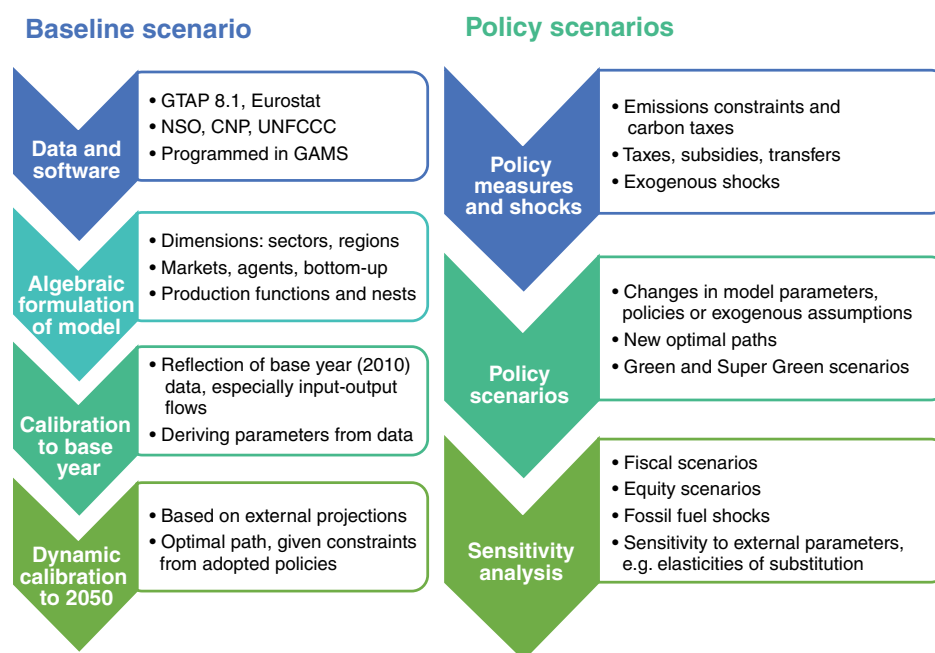 Baseline scenario
Data and
software
• GTAP 8.1, Eurostat
• NSO, CNP, UNFCCC
• Programmed in GAMS
Algebraic
formulation
of model
• Dimensions: sectors, regions
• Markets, agents, bottom-up
• Production functions and nests
Calibration
to base
year
• Reflection of base year (2010)
data, especially input-output
flows
• Deriving parameters from data
Dynamic
calibration
to 2050
• Based on external projections
• Optimal path, given constraints
from adopted policies
Policy scenarios
Policy
measures
and shocks
• Emissions constraints and
carbon taxes
• Taxes, subsidies, transfers
• Exogenous shocks
Policy
scenarios
• Changes in model parameters,
policies or exogenous assumptions
• New optimal paths
• Green and Super Green scenarios
Sensitivity
analysis
• Fiscal scenarios
• Equity scenarios
• Fossil fuel shocks
• Sensitivity to external parameters,
e.g. elasticities of substitution